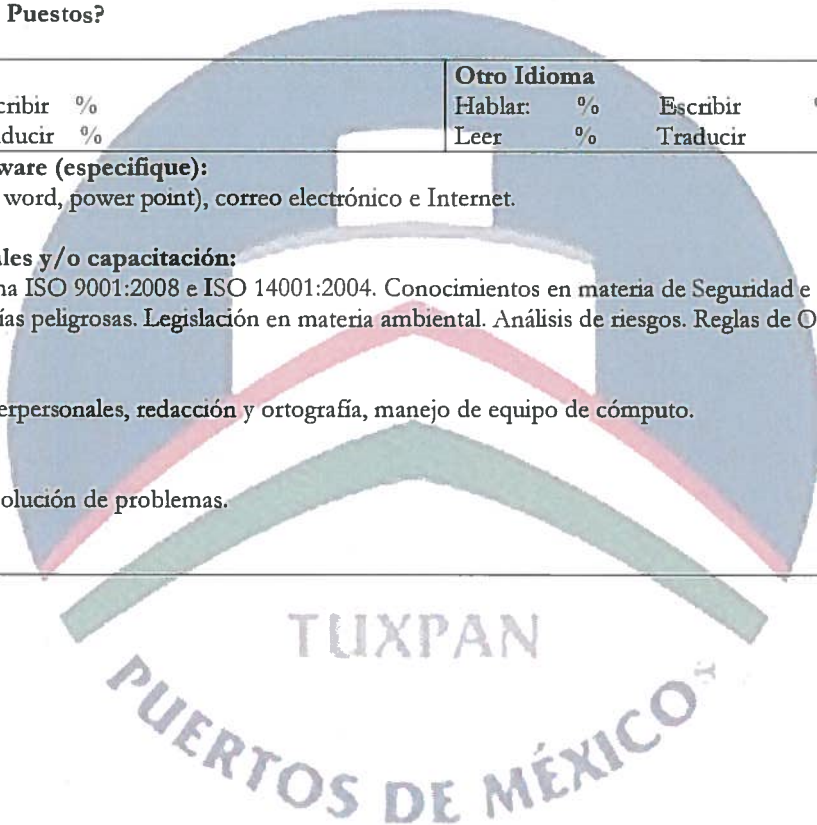 Puestos?
Otro Idioma
cribir % Hablar: % Escribir
ducir % Leer % Traducir
ware (especifique):
word, power point), correo electrónico e Internet.
les y/o capacitación:
na ISO 9001:2008 e ISO 14001:2004. Conocimientos en materia de Seguridad e
ías peligrosas. Legislación en materia ambiental. Análisis de riesgos. Reglas de O
erpersonales, redacción y ortografía, manejo de equipo de cómputo.
olución de problemas.
TUXPAN
PUERTOS DE MÉXICO